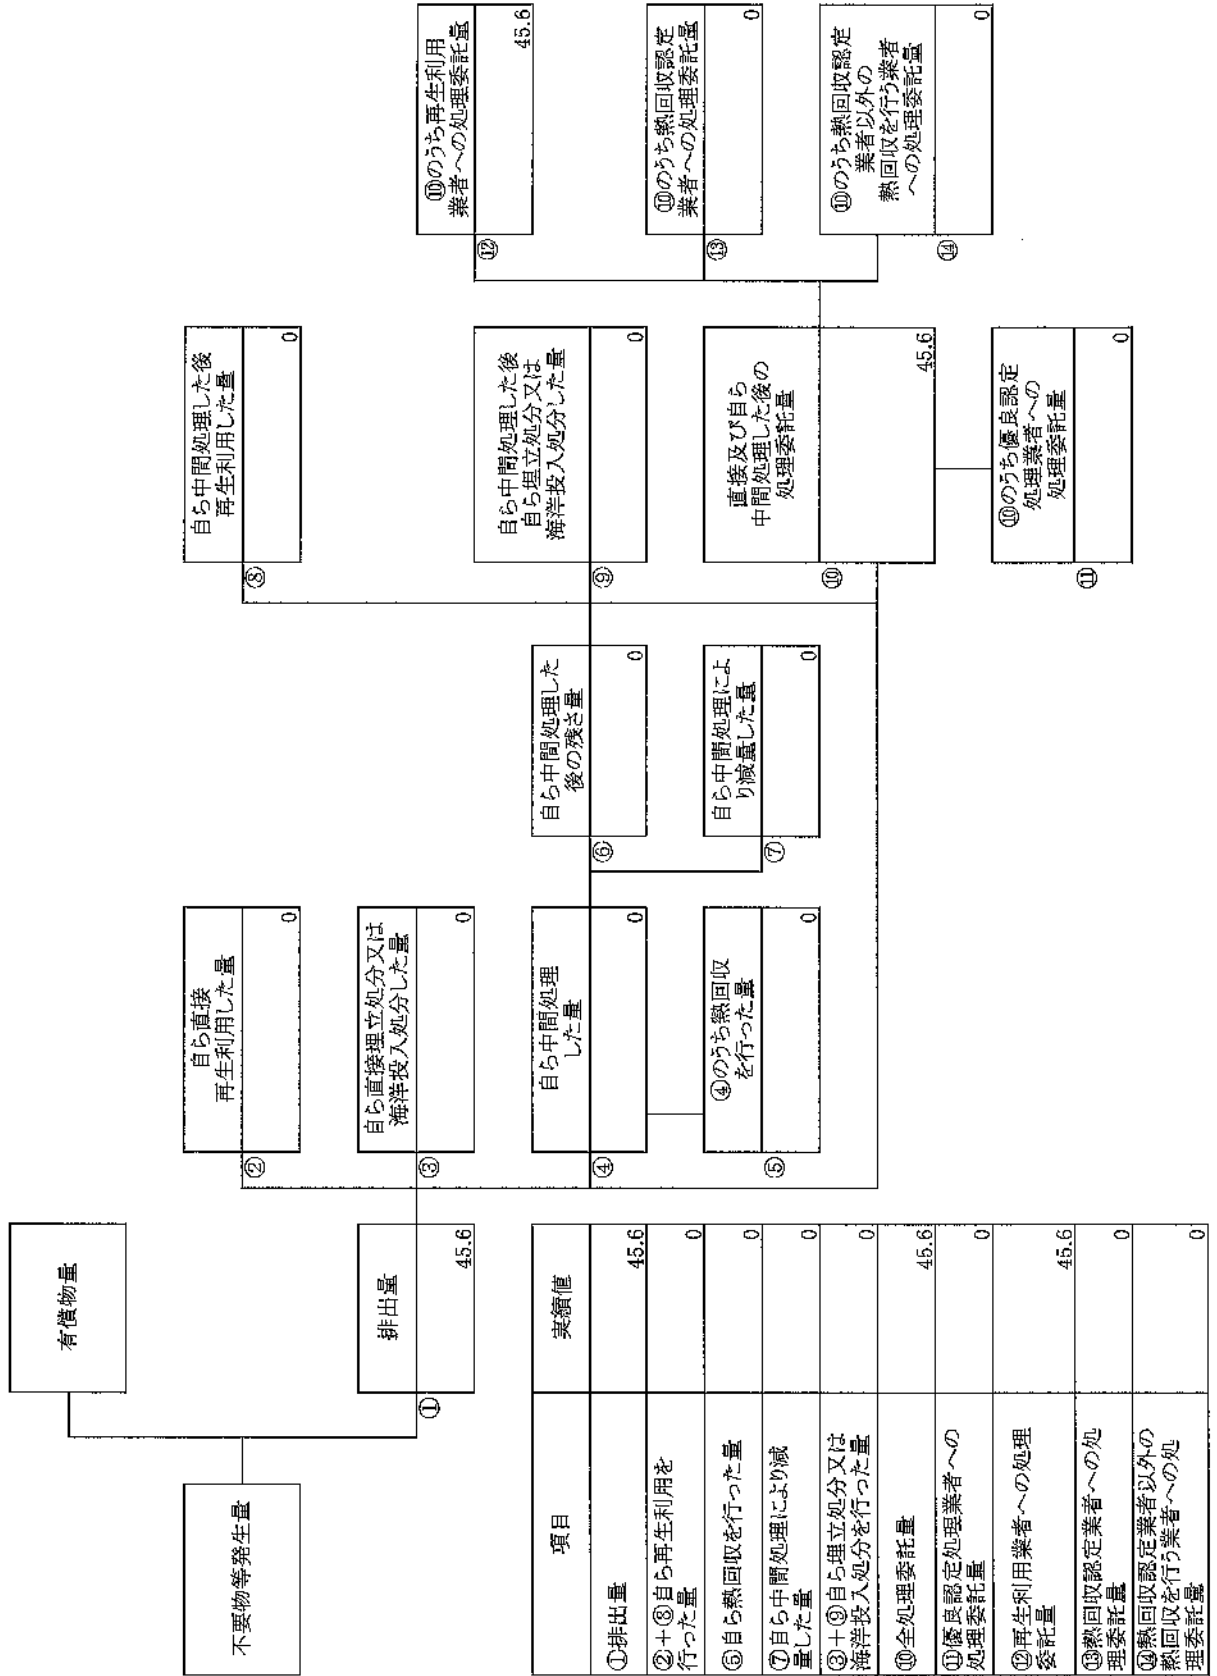 不要物等発生量
有償物量
①
排出量
45.6
②
自ら直接
再生利用した量
0
③
自ら直接埋立処分又は
海洋投入処分した量
0
④
自ら中間処理
した量
0
⑤
④のうち熱回収
を行った量
0
⑥
自ら中間処理した
後の残さ量
0
⑦
自ら中間処理によ
り減量した量
0
⑧
自ら中間処理した後
再生利用した量
0
⑨
自ら中間処理した後
自ら埋立処分又は
海洋投入処分した量
0
⑩
直接及び自ら
中間処理した後の
処理委託量
45.6
⑪
⑩のうち優良認定
処理業者への
処理委託量
0
⑫
⑩のうち再生利用
業者への処理委託量
45.6
⑬
⑩のうち熱回収認定
業者への処理委託量
0
⑭
⑩のうち熱回収認定
業者以外の
熱回収を行う業者
への処理委託量
0
項目 実績値
①排出量 45.6
②+⑧自ら再生利用を
行った量 0
⑤自ら熱回収を行った量 0
⑦自ら中間処理により減
量した量 0
③+⑨自ら埋立処分又は
海洋投入処分を行った量 0
⑩全処理委託量 45.6
⑪優良認定処理業者への
処理委託量 0
⑫再生利用業者への処理
委託量 45.6
⑬熱回収認定業者への処
理委託量 0
⑭熱回収認定業者以外の
熱回収を行う業者への処
理委託量 0